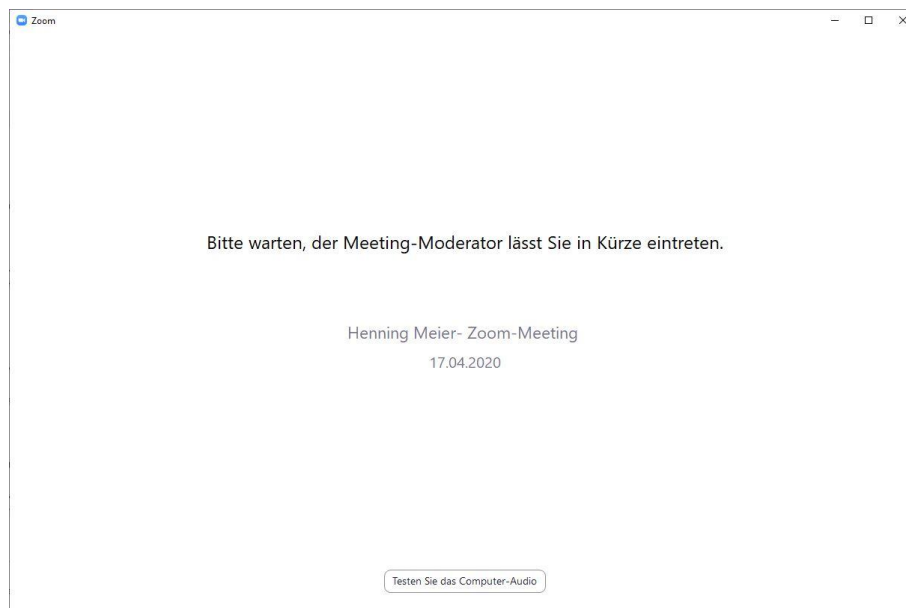 Zoom
Bitte warten, der Meeting-Moderator lässt Sie in Kürze eintreten.
Henning Meier- Zoom-Meeting
17.04.2020
Testen Sie das Computer-Audio